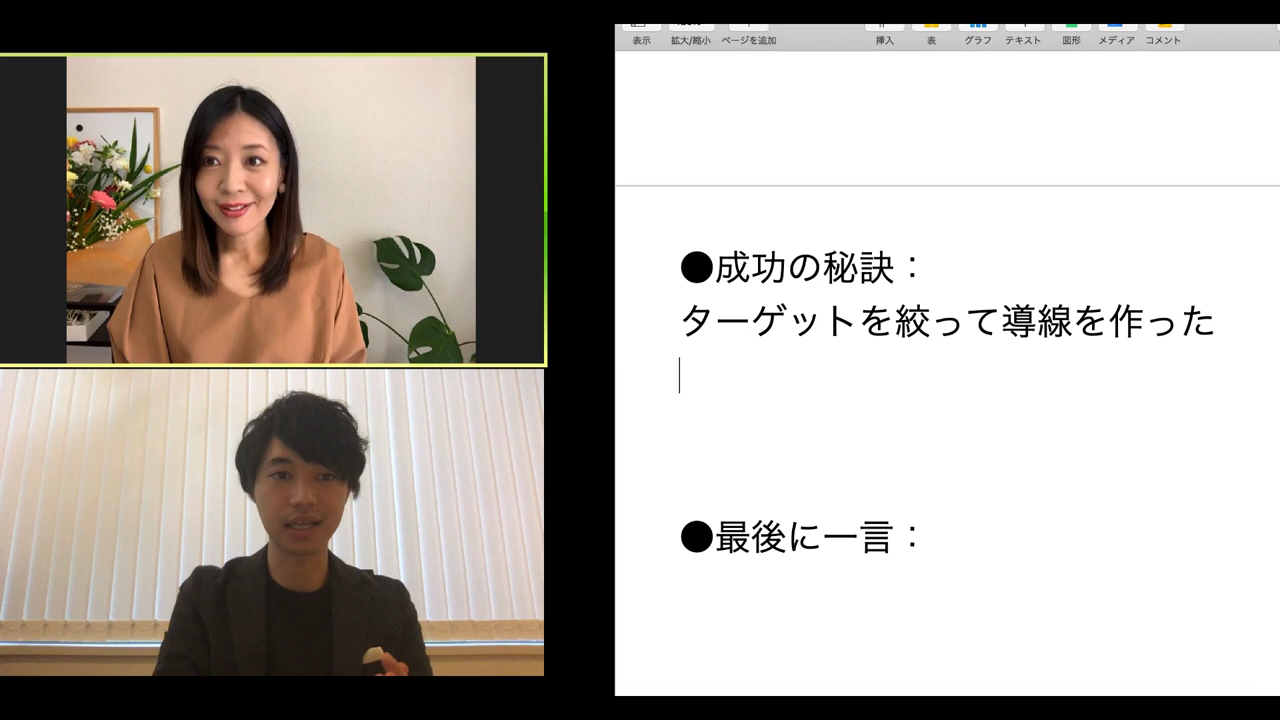 表示 拡大/縮小 ページを追加 挿入 表 グラフ テキスト 図形 メディア コメント
●成功の秘訣：
ターゲットを絞って導線を作った
●最後に一言：